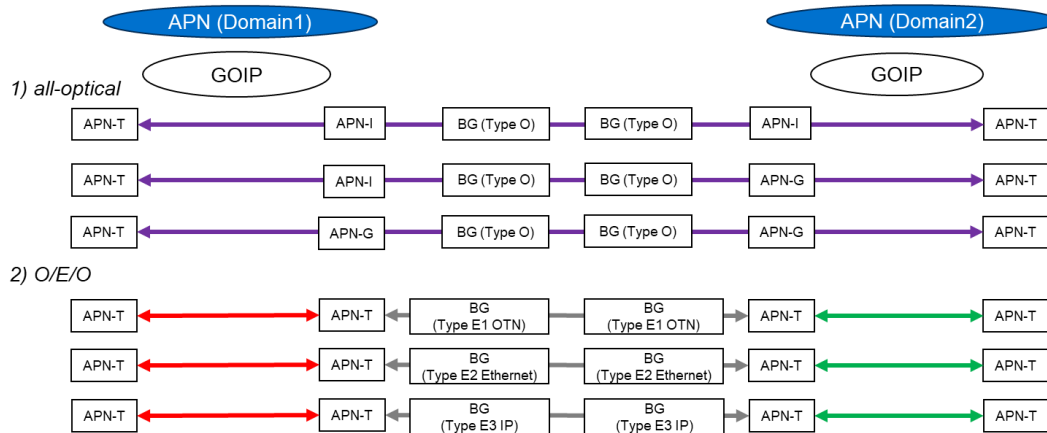 APN (Domain1)
APN (Domain2)
GOIP
GOIP
1) all-optical
APN-T
APN-I
BG (Type O)
BG (Type O)
APN-I
APN-T
APN-T
APN-I
BG (Type O)
BG (Type O)
APN-G
APN-T
APN-T
APN-G
BG (Type O)
BG (Type O)
APN-G
APN-T
2) O/E/O
APN-T
APN-T
BG
(Type E1 OTN)
BG
(Type E1 OTN)
APN-T
APN-T
APN-T
APN-T
BG
(Type E2 Ethernet)
BG
(Type E2 Ethernet)
APN-T
APN-T
APN-T
APN-T
BG
(Type E3 IP)
BG
(Type E3 IP)
APN-T
APN-T